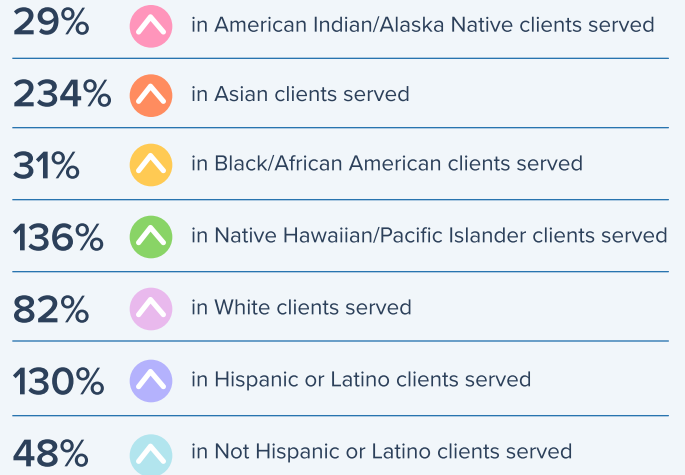 29% in American Indian/Alaska Native clients served
234% in Asian clients served
31% in Black/African American clients served
136% in Native Hawaiian/Pacific Islander clients served
82% in White clients served
130% in Hispanic or Latino clients served
48% in Not Hispanic or Latino clients served